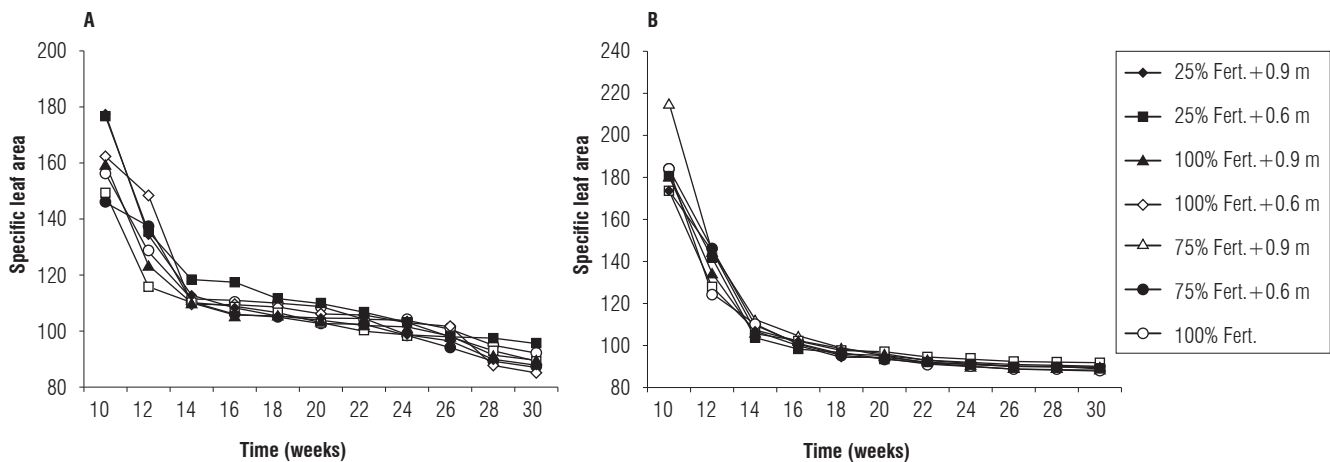 A
Specific leaf area
200
180
160
140
120
100
80
10 12 14 16 18 20 22 24 26 28 30
Time (weeks)
B
Specific leaf area
240
220
200
180
160
140
120
100
80
10 12 14 16 18 20 22 24 26 28 30
Time (weeks)
25% Fert.+0.9 m
25% Fert.+0.6 m
100% Fert.+0.9 m
100% Fert.+0.6 m
75% Fert.+0.9 m
75% Fert.+0.6 m
100% Fert.